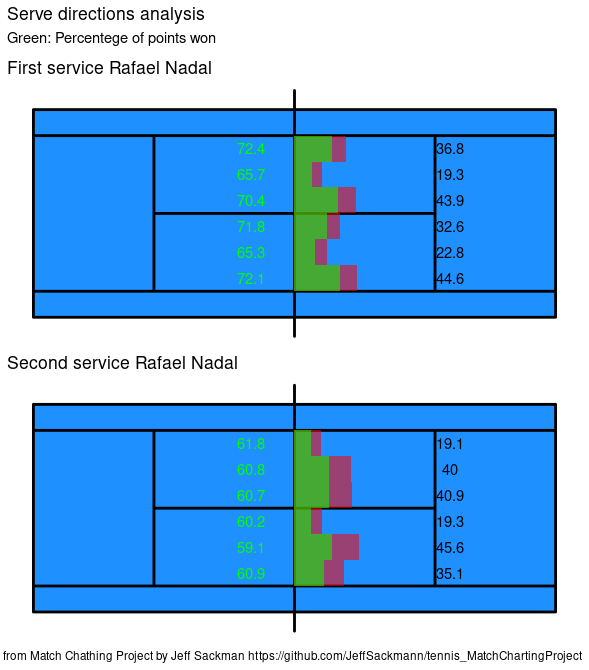 Serve directions analysis
Green: Percentege of points won
First service Rafael Nadal
72.4 36.8
65.7 19.3
70.4 43.9
71.8 32.6
65.3 22.8
72.1 44.6
Second service Rafael Nadal
61.8 19.1
60.8 40
60.7 40.9
60.2 19.3
59.1 45.6
60.9 35.1
from Match Chathing Project by Jeff Sackman https://github.com/JeffSackmann/tennis_MatchChartingProject